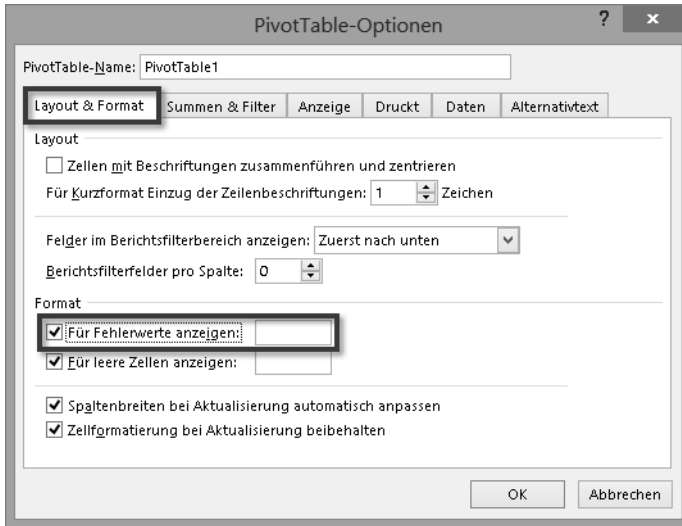 PivotTable-Optionen ? x
PivotTable-Name: PivotTable1
Layout & Format Summen & Filter Anzeige Druckt Daten Alternativtext
Layout
Zellen mit Beschriftungen zusammenführen und zentrieren
Für Kurzformat Einzug der Zeilenbeschriftungen: 1 Zeichen
Felder im Berichtsfilterbereich anzeigen: Zuerst nach unten
Berichtsfilterfelder pro Spalte: 0
Format
Für Fehlerwerte anzeigen:
Für leere Zellen anzeigen:
Spaltenbreiten bei Aktualisierung automatisch anpassen
Zellformatierung bei Aktualisierung beibehalten
OK Abbrechen